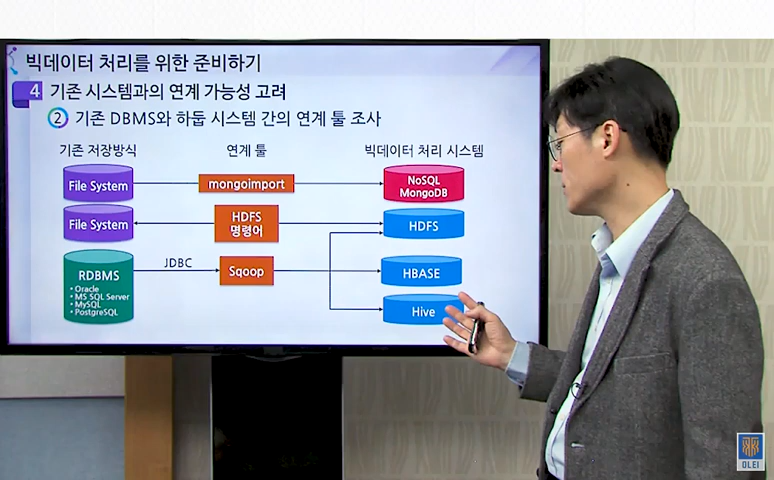 빅데이터 처리를 위한 준비하기
4 기존 시스템과의 연계 가능성 고려
② 기존 DBMS와 하둡 시스템 간의 연계 툴 조사
기존 저장방식 연계 툴 빅데이터 처리 시스템
File System mongoimport NoSQL
MongoDB
File System HDFS
명령어 HDFS
RDBMS
• Oracle
• MS SQL Server
• MySQL
• PostgreSQL
JDBC
Sqoop
HBASE
Hive
OLEI